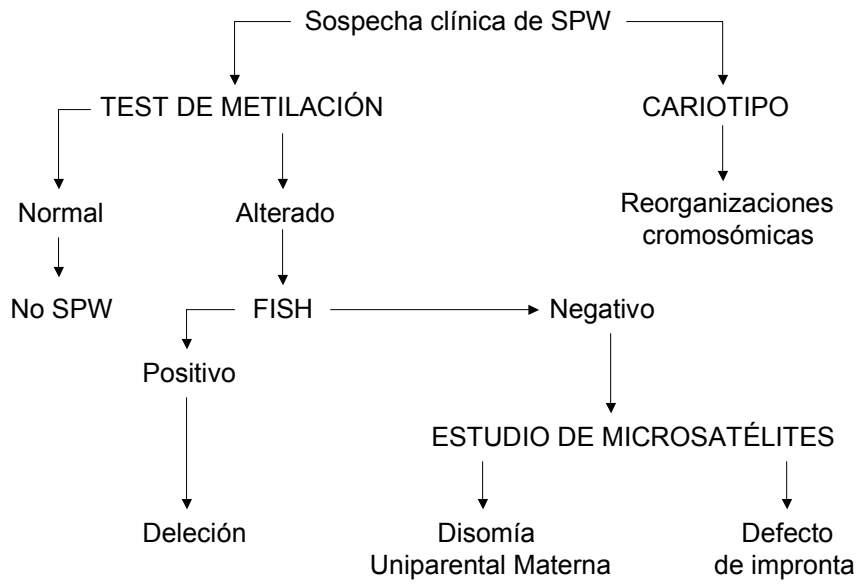 Sospecha clínica de SPW
TEST DE METILACIÓN
CARIOTIPO
Normal
Alterado
Reorganizaciones
cromosómicas
No SPW
FISH
Negativo
Positivo
ESTUDIO DE MICROSATÉLITES
Deleción
Disomía
Uniparental Materna
Defecto
de impronta